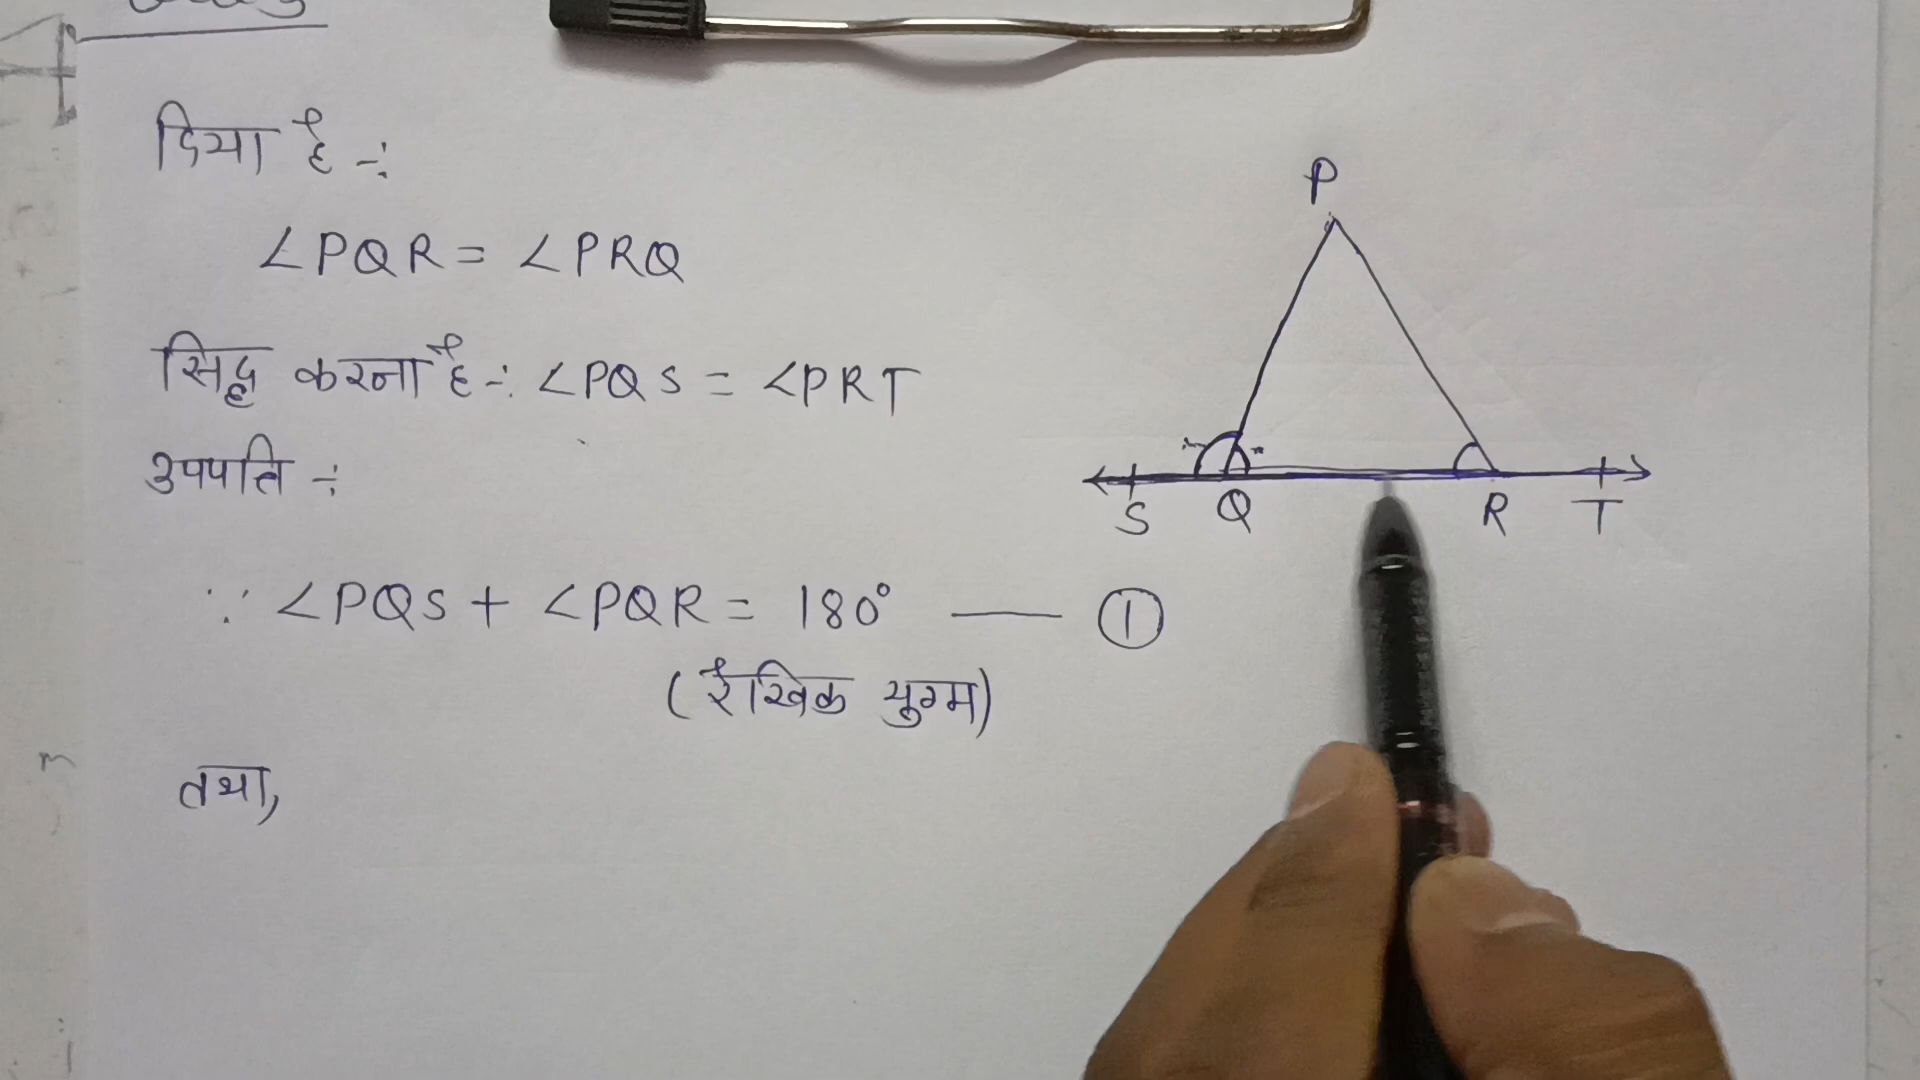 दिया है -:
∠PQR = ∠PRQ
सिद्ध करना है -: ∠PQS = ∠PRT
उपपत्ति -:
∵ ∠PQS + ∠PQR = 180° —— ①
(रैखिक युग्म)
तथा,
P
S Q R T